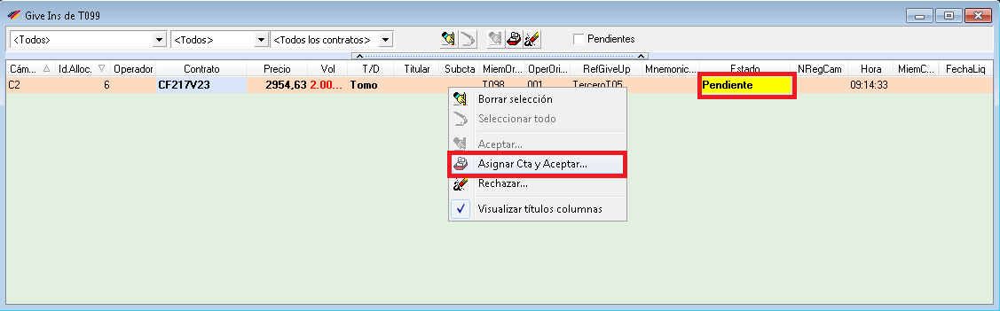 Give Ins de T099
<Todos> <Todos> <Todos los contratos> Pendientes
Cám... Id.Alloc. Operador Contrato Precio Vol T/D Titular Subcta MiemOr... OperOri... RefGiveUp Mnemonic... Estado NRegCam Hora MiemC... FechaLiq
C2 6 CF217V23 2954,63 2.00... Tomo T098 001 TerceroT05 Pendiente 09:14:33
Borrar selección
Seleccionar todo
Aceptar...
Asignar Cta y Aceptar...
Rechazar...
Visualizar títulos columnas